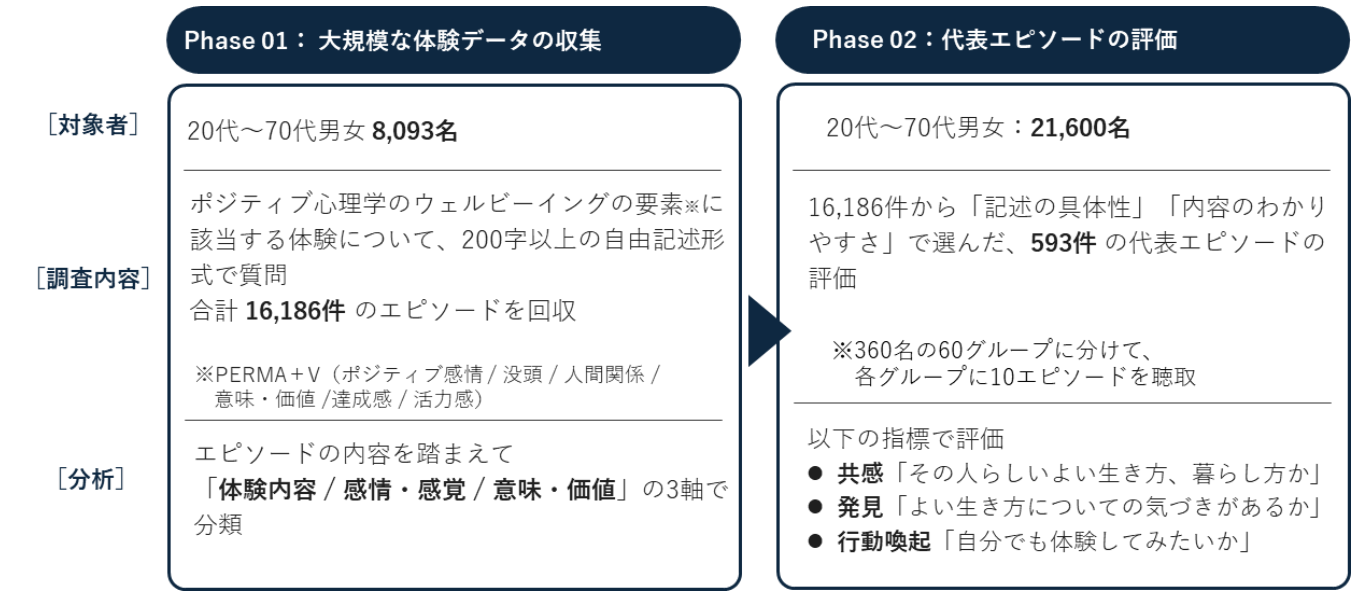 Phase 01： 大規模な体験データの収集
Phase 02：代表エピソードの評価
［対象者］
20代～70代男女 8,093名
20代～70代男女：21,600名
［調査内容］
ポジティブ心理学のウェルビーイングの要素※に
該当する体験について、200字以上の自由記述形
式で質問
合計 16,186件 のエピソードを回収
※PERMA＋V（ポジティブ感情 / 没頭 / 人間関係 /
意味・価値 /達成感 / 活力感）
16,186件から「記述の具体性」「内容のわかり
やすさ」で選んだ、593件 の代表エピソードの
評価
※360名の60グループに分けて、
各グループに10エピソードを聴取
［分析］
エピソードの内容を踏まえて
「体験内容 / 感情・感覚 / 意味・価値」の3軸で
分類
以下の指標で評価
● 共感「その人らしいよい生き方、暮らし方か」
● 発見「よい生き方についての気づきがあるか」
● 行動喚起「自分でも体験してみたいか」